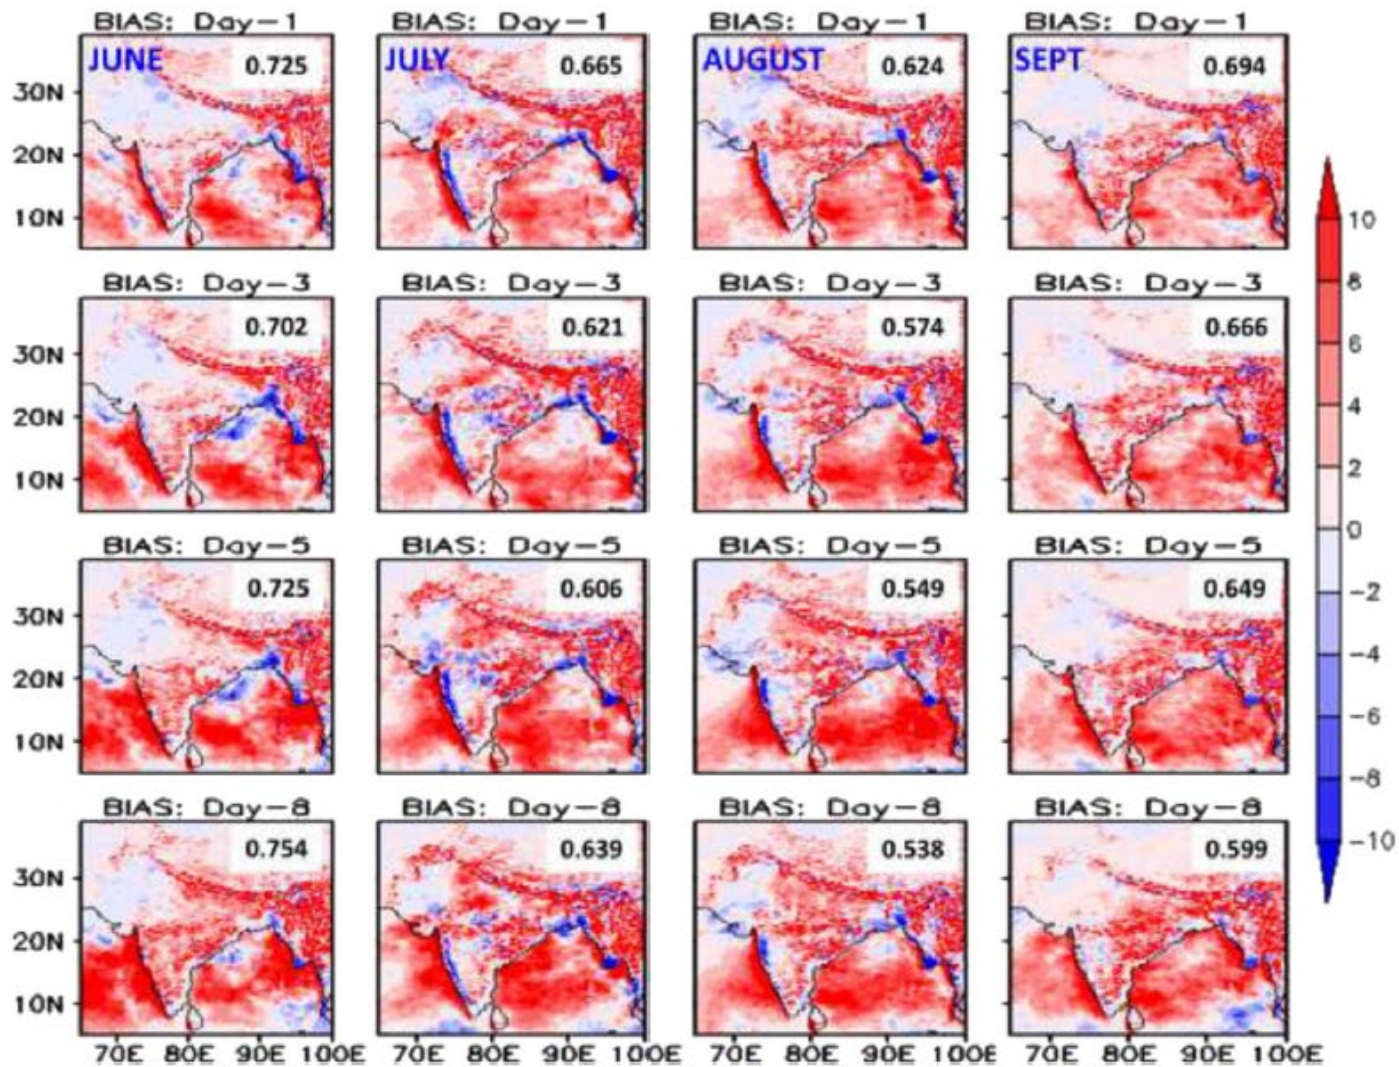 BIAS: Day-1 BIAS: Day-1 BIAS: Day-1 BIAS: Day-1
JUNE 0.725 JULY 0.665 AUGUST 0.624 SEPT 0.694
30N
20N
10N
BIAS: Day-3 BIAS: Day-3 BIAS: Day-3 BIAS: Day-3
0.702 0.621 0.574 0.666
30N
20N
10N
BIAS: Day-5 BIAS: Day-5 BIAS: Day-5 BIAS: Day-5
0.725 0.606 0.549 0.649
30N
20N
10N
BIAS: Day-8 BIAS: Day-8 BIAS: Day-8 BIAS: Day-8
0.754 0.639 0.538 0.599
30N
20N
10N
70E 80E 90E 100E 70E 80E 90E 100E 70E 80E 90E 100E 70E 80E 90E 100E
10
8
6
4
2
0
-2
-4
-6
-8
-10